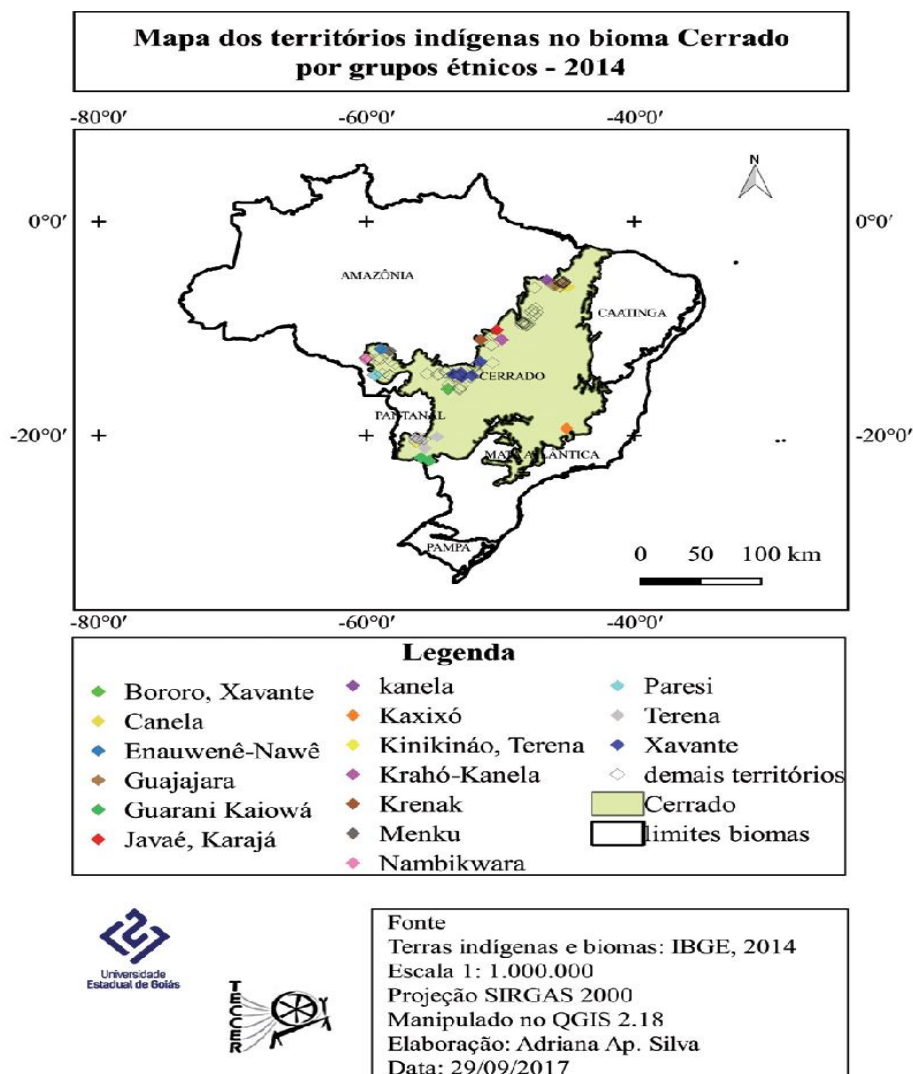 Mapa dos territórios indígenas no bioma Cerrado
por grupos étnicos - 2014
-80°0′ -60°0′ -40°0′
N
0°0′ 0°0′
AMAZÔNIA
CAATINGA
CERRADO
PANTANAL
-20°0′ -20°0′
MATA ATLÂNTICA
PAMPA
0 50 100 km
-80°0′ -60°0′ -40°0′
Legenda
Bororo, Xavante
Canela
Enauwenê-Nawê
Guajajara
Guarani Kaiowá
Javaé, Karajá
kanela
Kaxixó
Kinikináo, Terena
Krahó-Kanela
Krenak
Menku
Nambikwara
Paresi
Terena
Xavante
demais territórios
Cerrado
limites biomas
Universidade
Estadual de Goiás
TECCER
Fonte
Terras indígenas e biomas: IBGE, 2014
Escala 1: 1.000.000
Projeção SIRGAS 2000
Manipulado no QGIS 2.18
Elaboração: Adriana Ap. Silva
Data: 29/09/2017